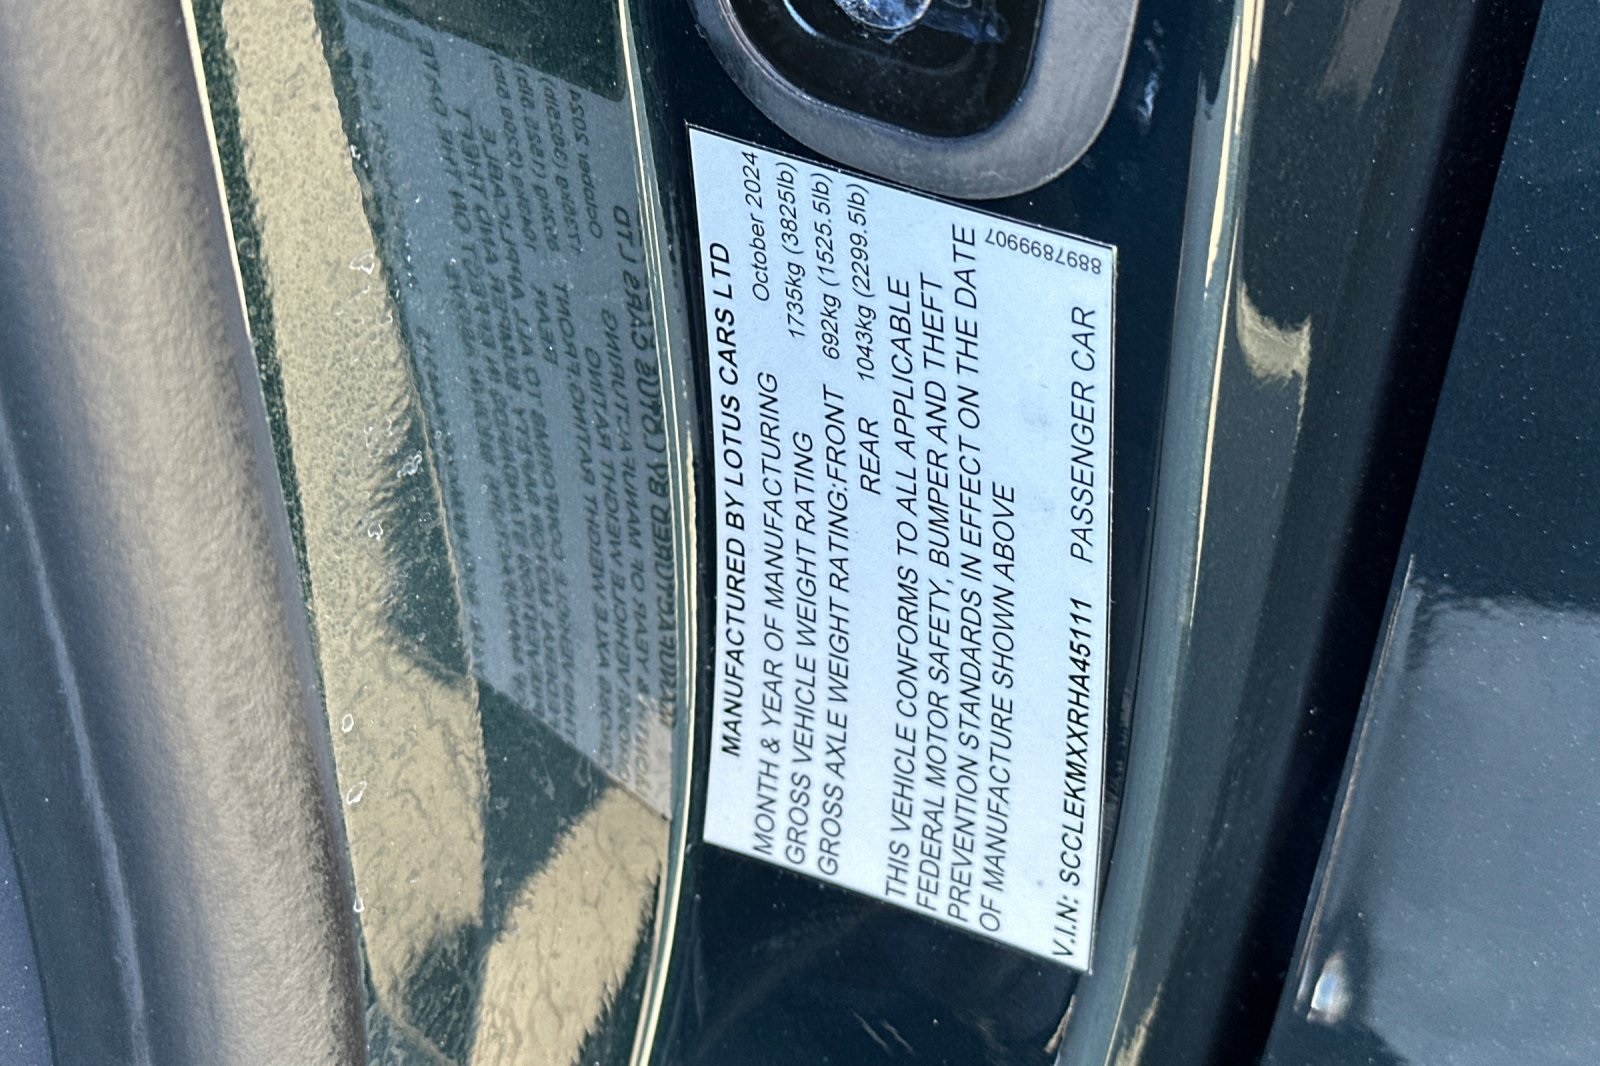 MANUFACTURED BY LOTUS CARS LTD
MONTH & YEAR OF MANUFACTURING October 2024
GROSS VEHICLE WEIGHT RATING 1735kg (3825lb)
GROSS AXLE WEIGHT RATING:FRONT 692kg (1525.5lb)
REAR 1043kg (2299.5lb)
THIS VEHICLE CONFORMS TO ALL APPLICABLE
FEDERAL MOTOR SAFETY, BUMPER AND THEFT
PREVENTION STANDARDS IN EFFECT ON THE DATE
OF MANUFACTURE SHOWN ABOVE
8897899907
V.I.N: SCCLEKMXXRHA45111 PASSENGER CAR